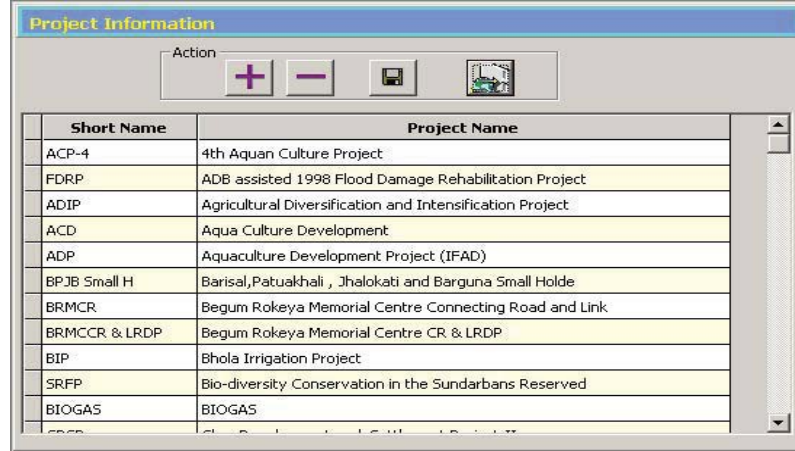 Project Information
Action
Short Name Project Name
ACP-4 4th Aquan Culture Project
FDRP ADB assisted 1998 Flood Damage Rehabilitation Project
ADIP Agricultural Diversification and Intensification Project
ACD Aqua Culture Development
ADP Aquaculture Development Project (IFAD)
BPJB Small H Barisal,Patuakhali , Jhalokati and Barguna Small Holde
BRMCR Begum Rokeya Memorial Centre Connecting Road and Link
BRMCCR & LRDP Begum Rokeya Memorial Centre CR & LRDP
BIP Bhola Irrigation Project
SRFP Bio-diversity Conservation in the Sundarbans Reserved
BIOGAS BIOGAS